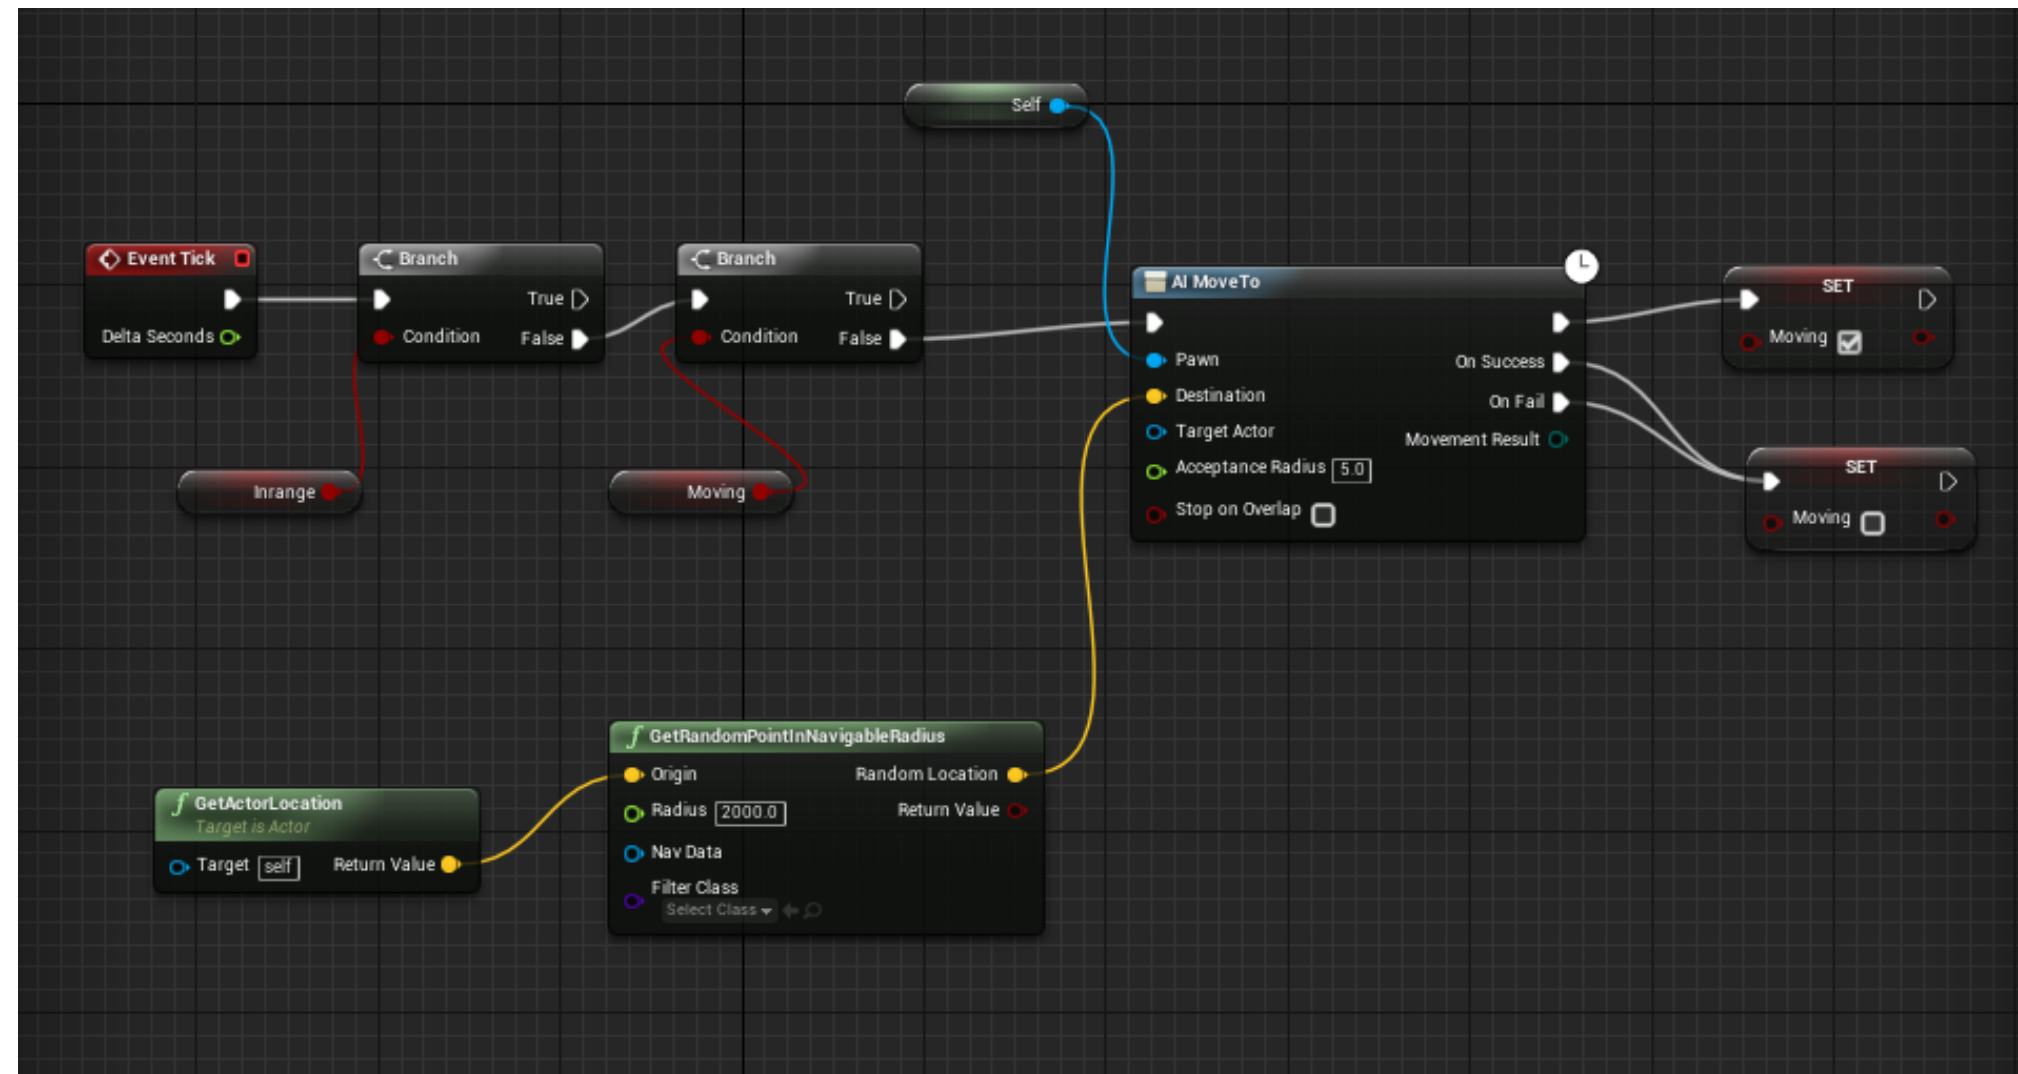 Self
Event Tick
Delta Seconds
Branch
True
Condition
False
Branch
True
Condition
False
Inrange
Moving
AI MoveTo
Pawn
On Success
Destination
On Fail
Target Actor
Movement Result
Acceptance Radius 5.0
Stop on Overlap
SET
Moving
SET
Moving
GetActorLocation
Target is Actor
Target self Return Value
GetRandomPointInNavigableRadius
Origin Random Location
Radius 2000.0 Return Value
Nav Data
Filter Class
Select Class